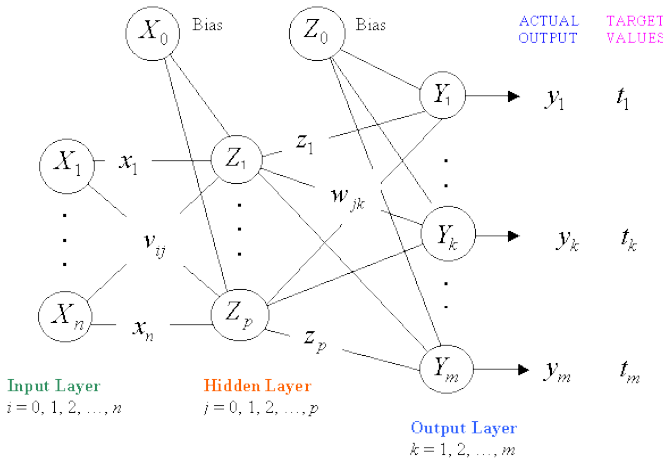 X0 Bias Z0 Bias ACTUAL TARGET
OUTPUT VALUES
Y1 y1 t1
z1
X1 x1 Z1
wjk
vij Yk yk tk
Xn xn Zp zp
Ym ym tm
Input Layer
i = 0, 1, 2, ..., n
Hidden Layer
j = 0, 1, 2, ..., p
Output Layer
k = 1, 2, ..., m